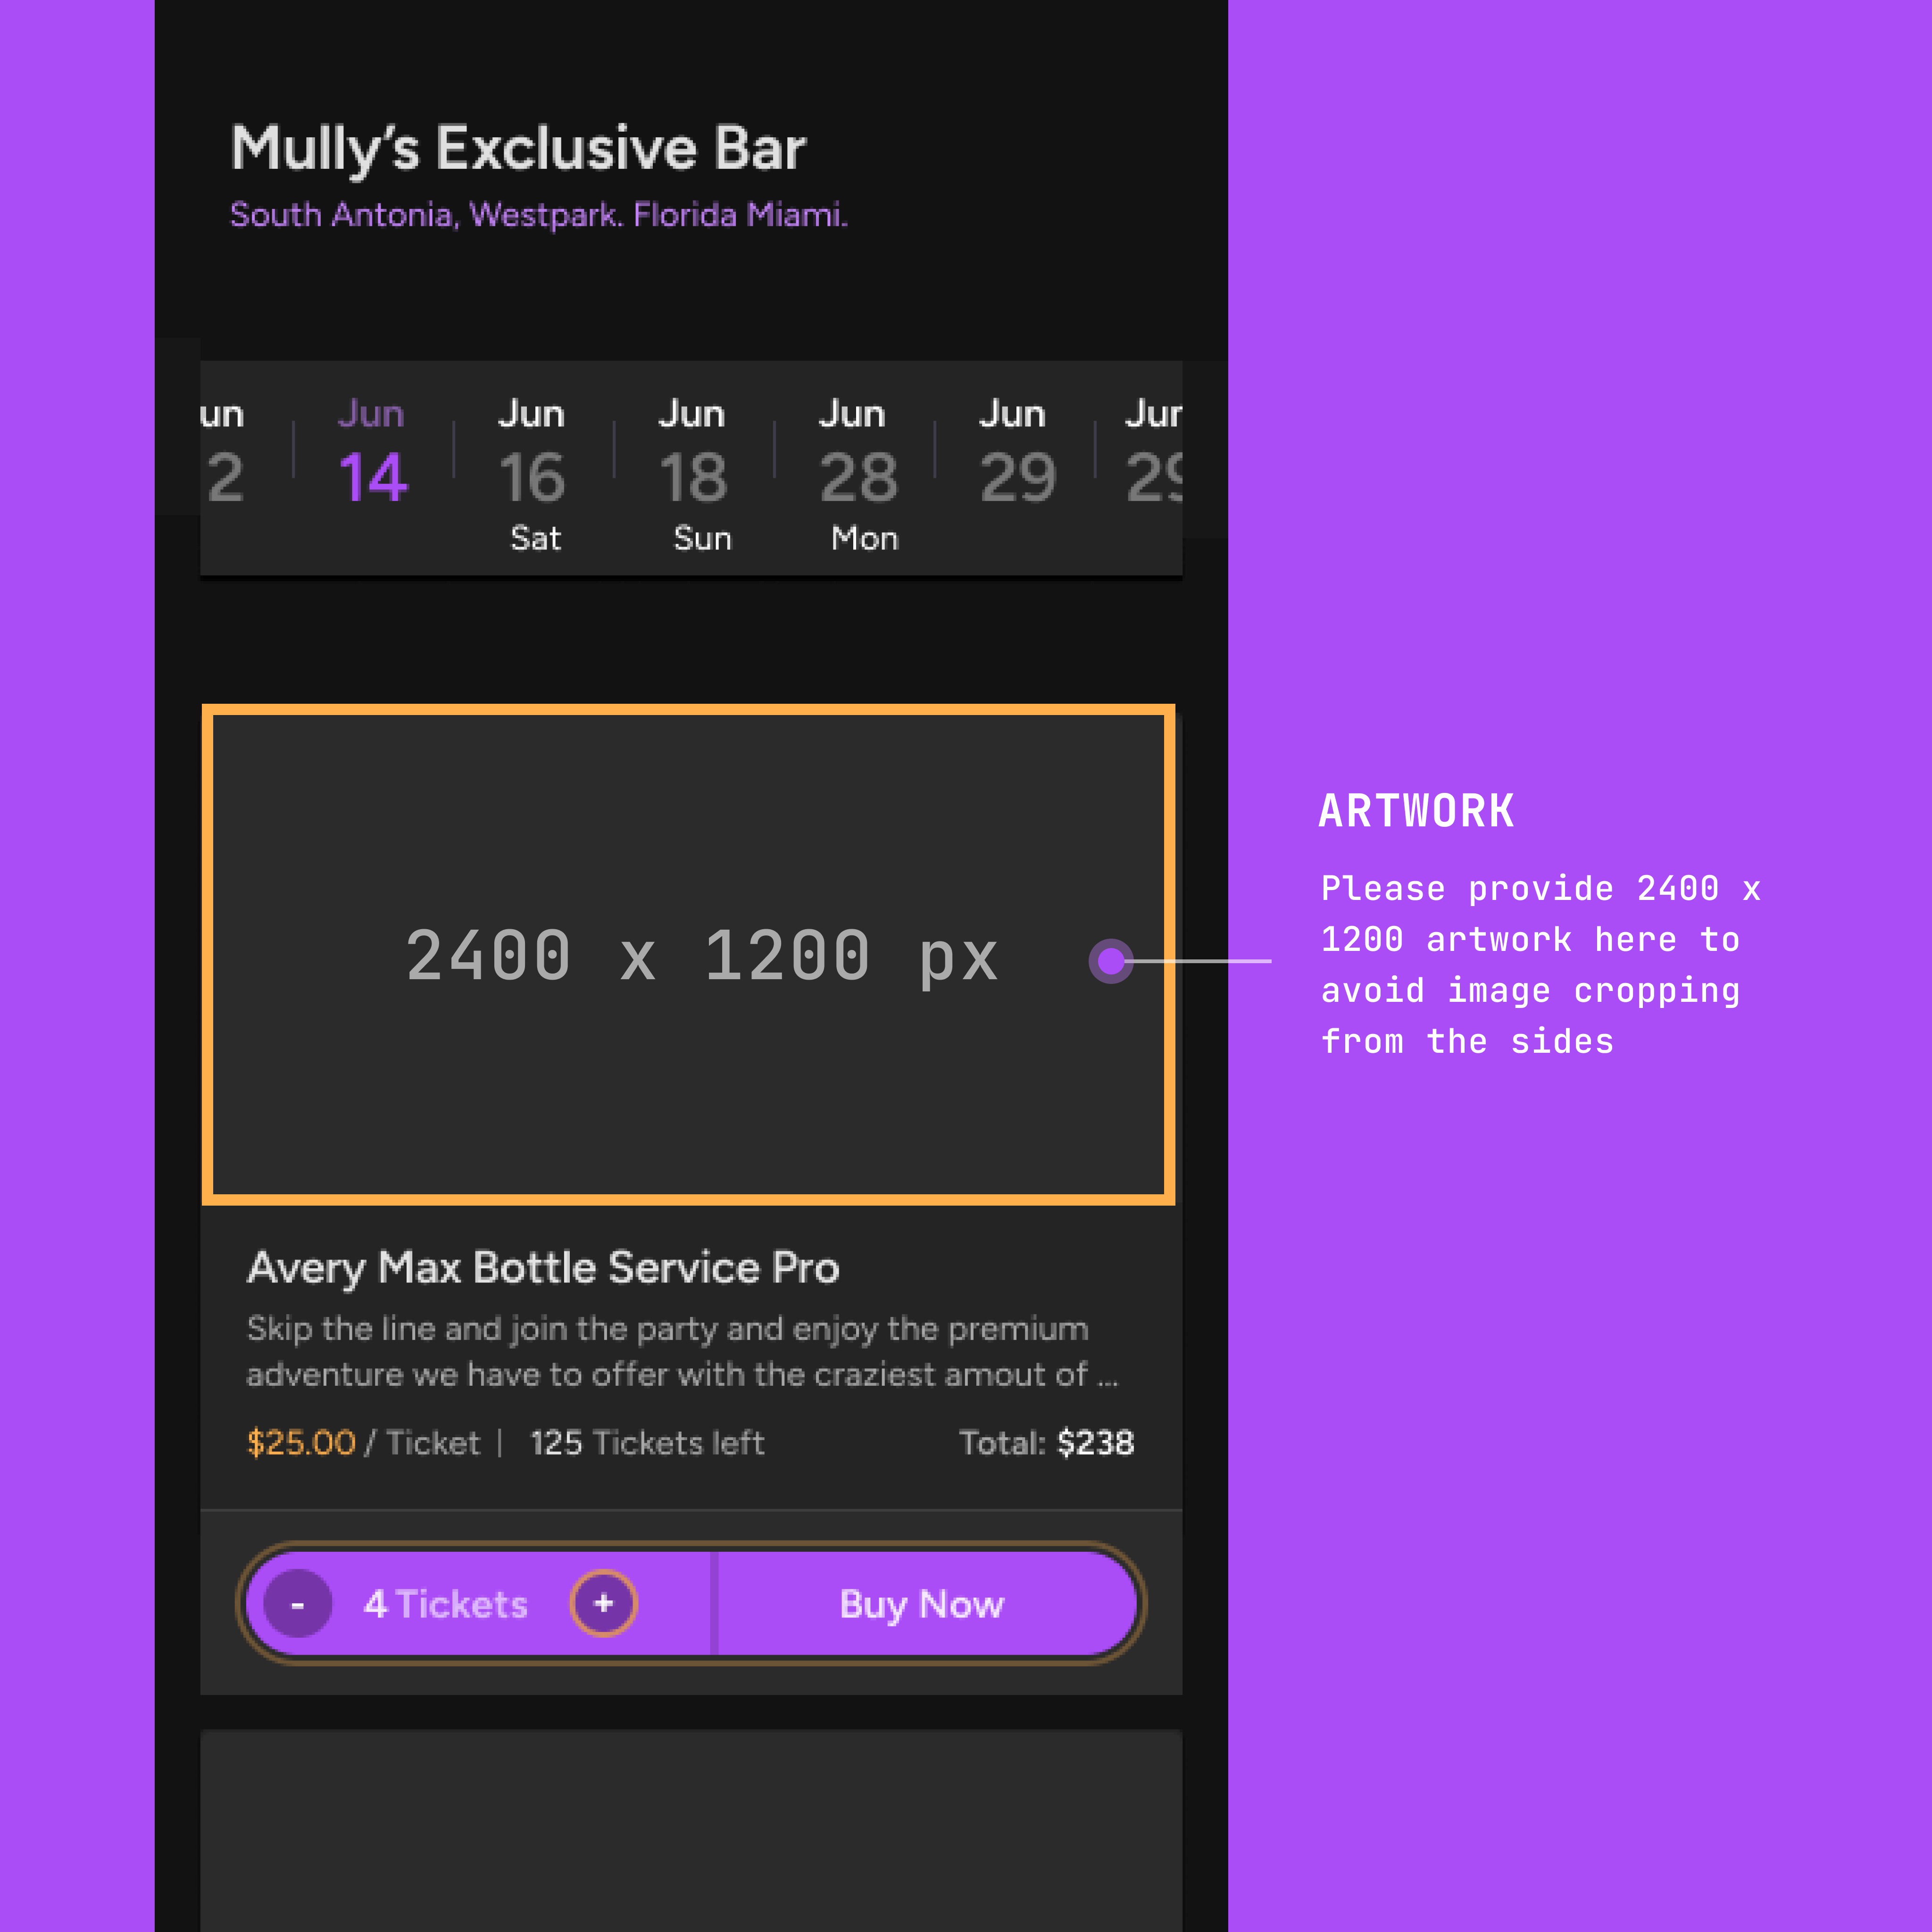 Mully’s Exclusive Bar
South Antonia, Westpark. Florida Miami.
un Jun Jun Jun Jun Jun Jun
2 14 16 18 28 29 29
Sat Sun Mon
2400 x 1200 px
ARTWORK
Please provide 2400 x
1200 artwork here to
avoid image cropping
from the sides
Avery Max Bottle Service Pro
Skip the line and join the party and enjoy the premium
adventure we have to offer with the craziest amout of ...
$25.00 / Ticket | 125 Tickets left Total: $238
- 4 Tickets + Buy Now